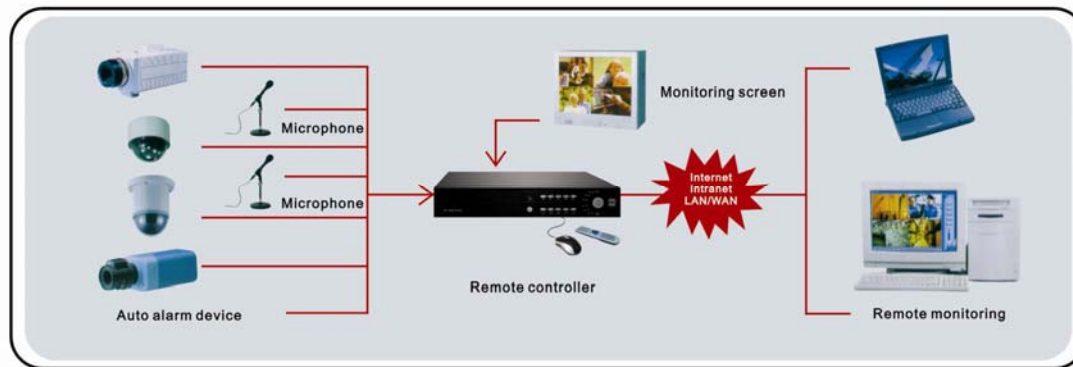 Microphone
Microphone
Auto alarm device
Monitoring screen
Remote controller
Internet
Intranet
LAN/WAN
Remote monitoring